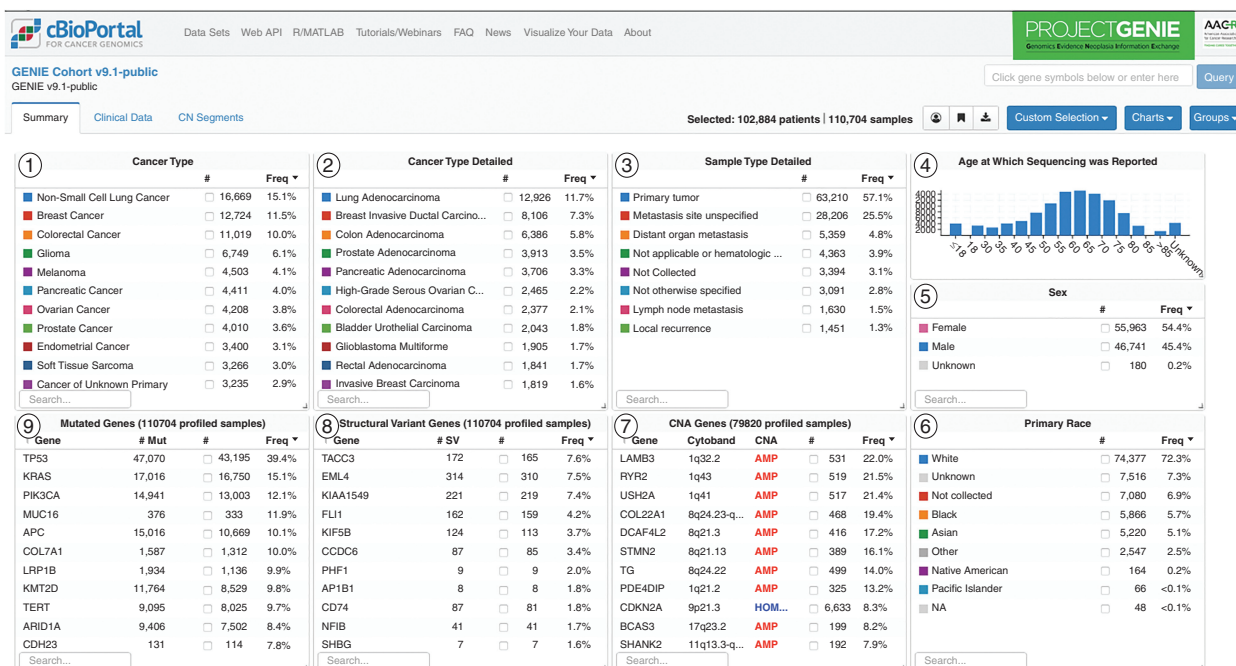 cBioPortal
FOR CANCER GENOMICS
Data Sets Web API R/MATLAB Tutorials/Webinars FAQ News Visualize Your Data About
PROJECT GENIE
Genomics Evidence Neoplasia Information Exchange
AACR
GENIE Cohort v9.1-public
GENIE v9.1-public
Click gene symbols below or enter here Query
Summary Clinical Data CN Segments
Selected: 102,884 patients | 110,704 samples Custom Selection Charts Groups
1 Cancer Type
# Freq
Non-Small Cell Lung Cancer 16,669 15.1%
Breast Cancer 12,724 11.5%
Colorectal Cancer 11,019 10.0%
Glioma 6,749 6.1%
Melanoma 4,503 4.1%
Pancreatic Cancer 4,411 4.0%
Ovarian Cancer 4,208 3.8%
Prostate Cancer 4,010 3.6%
Endometrial Cancer 3,400 3.1%
Soft Tissue Sarcoma 3,266 3.0%
Cancer of Unknown Primary 3,235 2.9%
Search...
2 Cancer Type Detailed
# Freq
Lung Adenocarcinoma 12,926 11.7%
Breast Invasive Ductal Carcino... 8,106 7.3%
Colon Adenocarcinoma 6,386 5.8%
Prostate Adenocarcinoma 3,913 3.5%
Pancreatic Adenocarcinoma 3,706 3.3%
High-Grade Serous Ovarian C... 2,465 2.2%
Colorectal Adenocarcinoma 2,377 2.1%
Bladder Urothelial Carcinoma 2,043 1.8%
Glioblastoma Multiforme 1,905 1.7%
Rectal Adenocarcinoma 1,841 1.7%
Invasive Breast Carcinoma 1,819 1.6%
Search...
3 Sample Type Detailed
# Freq
Primary tumor 63,210 57.1%
Metastasis site unspecified 28,206 25.5%
Distant organ metastasis 5,359 4.8%
Not applicable or hematologic ... 4,363 3.9%
Not Collected 3,394 3.1%
Not otherwise specified 3,091 2.8%
Lymph node metastasis 1,630 1.5%
Local recurrence 1,451 1.3%
4 Age at Which Sequencing was Reported
4000
2000
≤18 18 30 35 40 45 50 55 60 65 70 75 80 85 >85 Unknown
5 Sex
# Freq
Female 55,963 54.4%
Male 46,741 45.4%
Unknown 180 0.2%
Search...
9 Mutated Genes (110704 profiled samples)
Gene # Mut # Freq
TP53 47,070 43,195 39.4%
KRAS 17,016 16,750 15.1%
PIK3CA 14,941 13,003 12.1%
MUC16 376 333 11.9%
APC 15,016 10,669 10.1%
COL7A1 1,587 1,312 10.0%
LRP1B 1,934 1,136 9.9%
KMT2D 11,764 8,529 9.8%
TERT 9,095 8,025 9.7%
ARID1A 9,406 7,502 8.4%
CDH23 131 114 7.8%
Search...
8 Structural Variant Genes (110704 profiled samples)
Gene # SV # Freq
TACC3 172 165 7.6%
EML4 314 310 7.5%
KIAA1549 221 219 7.4%
FLI1 162 159 4.2%
KIF5B 124 113 3.7%
CCDC6 87 85 3.4%
PHF1 9 9 2.0%
AP1B1 8 8 1.8%
CD74 87 81 1.8%
NFIB 41 41 1.7%
SHBG 7 7 1.6%
Search...
7 CNA Genes (79820 profiled samples)
Gene Cytoband CNA # Freq
LAMB3 1q32.2 AMP 531 22.0%
RYR2 1q43 AMP 519 21.5%
USH2A 1q41 AMP 517 21.4%
COL22A1 8q24.23-q... AMP 468 19.4%
DCAF4L2 8q21.3 AMP 416 17.2%
STMN2 8q21.13 AMP 389 16.1%
TG 8q24.22 AMP 499 14.0%
PDE4DIP 1q21.2 AMP 325 13.2%
CDKN2A 9p21.3 HOM... 6,633 8.3%
BCAS3 17q23.2 AMP 199 8.2%
SHANK2 11q13.3-q... AMP 192 7.9%
Search...
6 Primary Race
# Freq
White 74,377 72.3%
Unknown 7,516 7.3%
Not collected 7,080 6.9%
Black 5,866 5.7%
Asian 5,220 5.1%
Other 2,547 2.5%
Native American 164 0.2%
Pacific Islander 66 <0.1%
NA 48 <0.1%
Search...